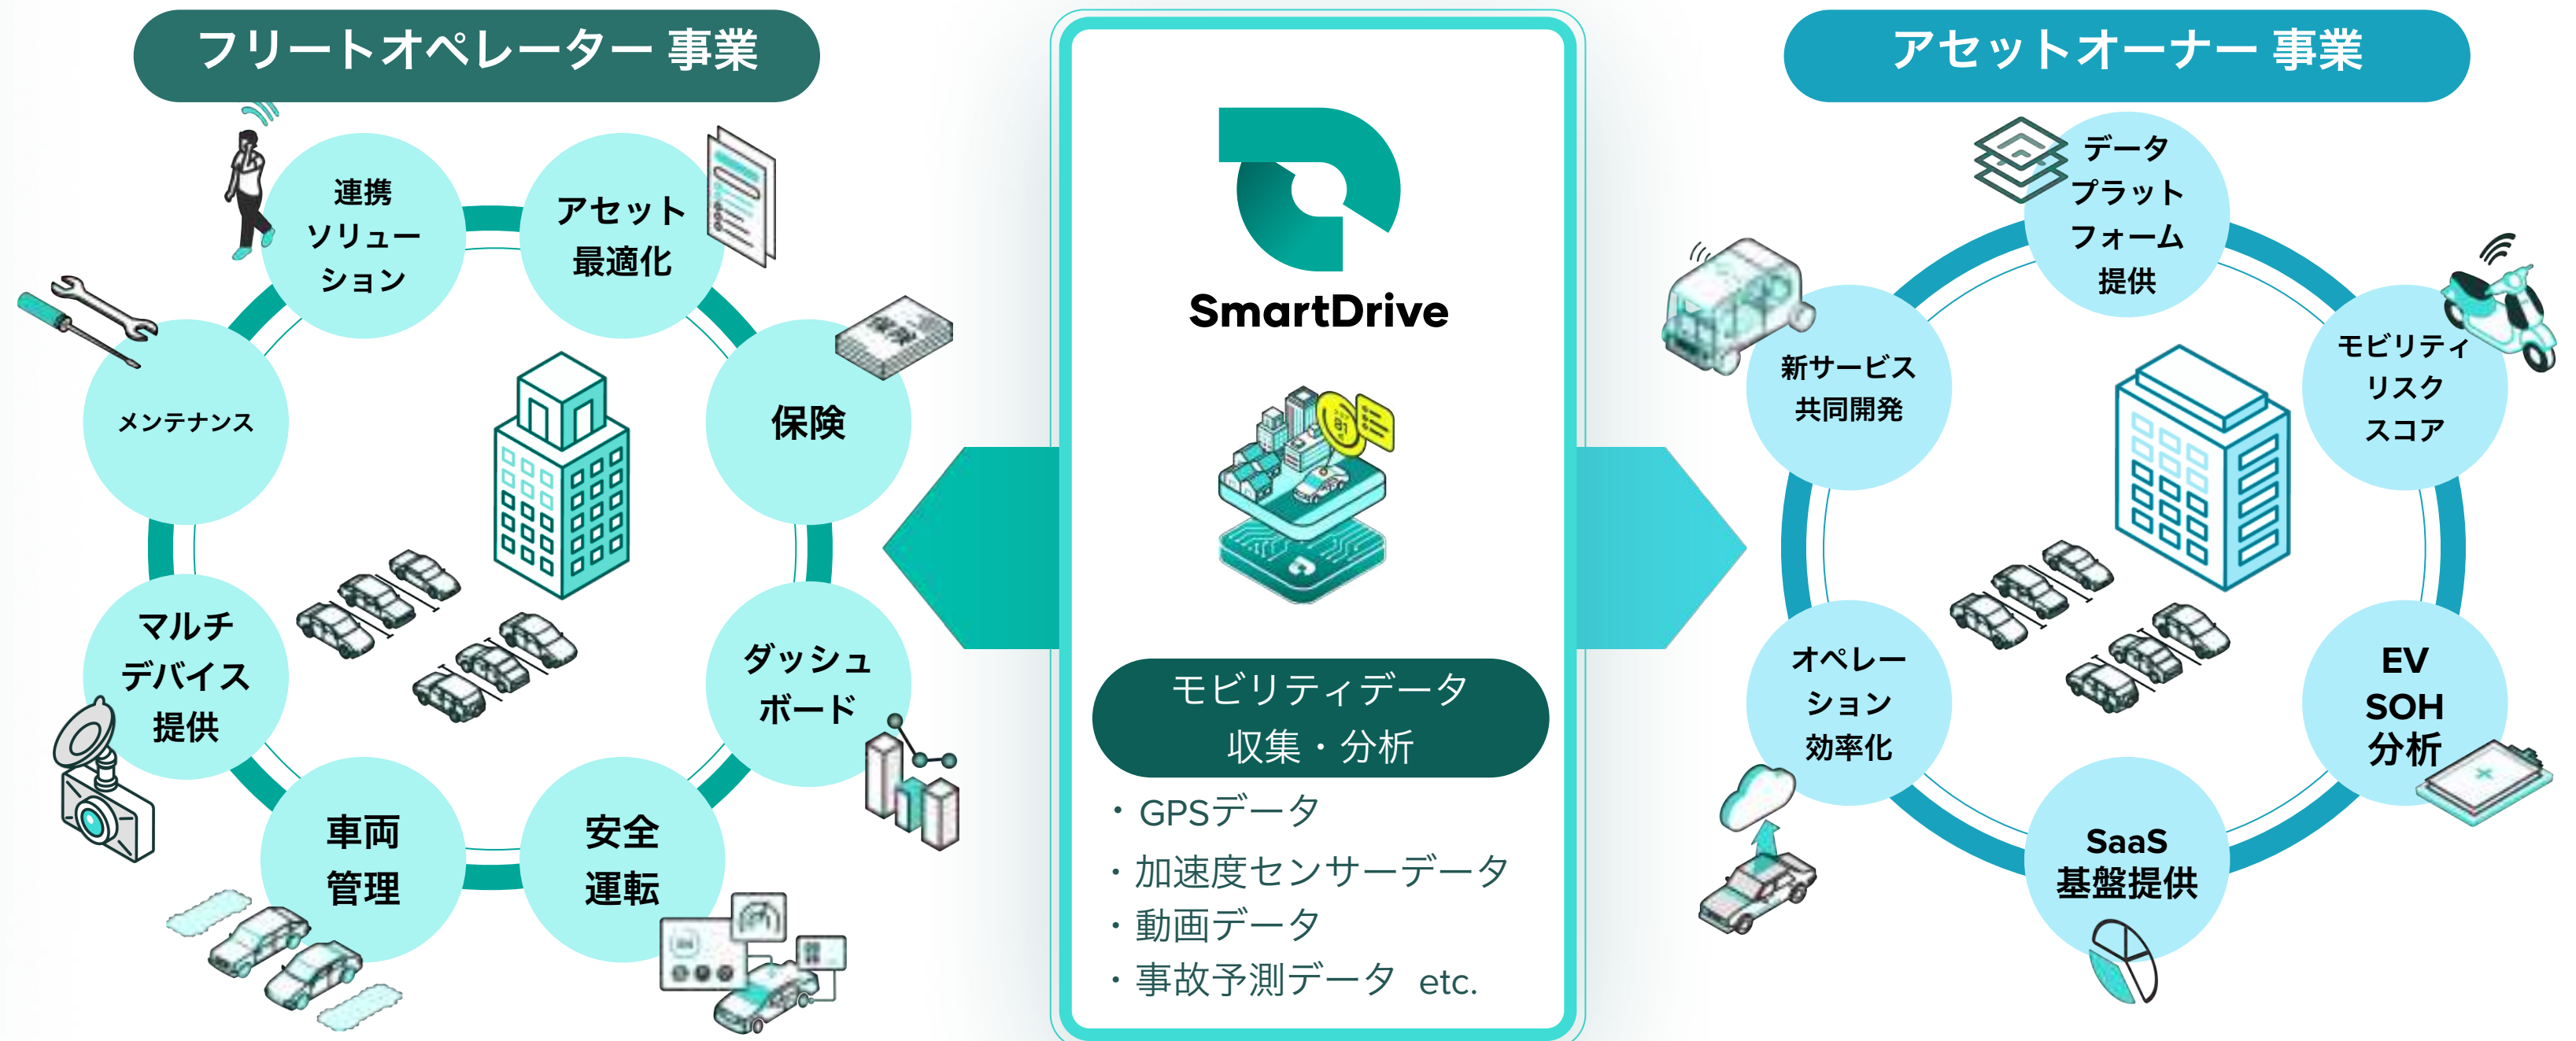 フリートオペレーター 事業
連携
ソリュー
ション
アセット
最適化
メンテナンス
保険
マルチ
デバイス
提供
ダッシュ
ボード
車両
管理
安全
運転
SmartDrive
モビリティデータ
収集・分析
・GPSデータ
・加速度センサーデータ
・動画データ
・事故予測データ etc.
アセットオーナー 事業
データ
プラット
フォーム
提供
新サービス
共同開発
モビリティ
リスク
スコア
オペレー
ション
効率化
EV
SOH
分析
SaaS
基盤提供